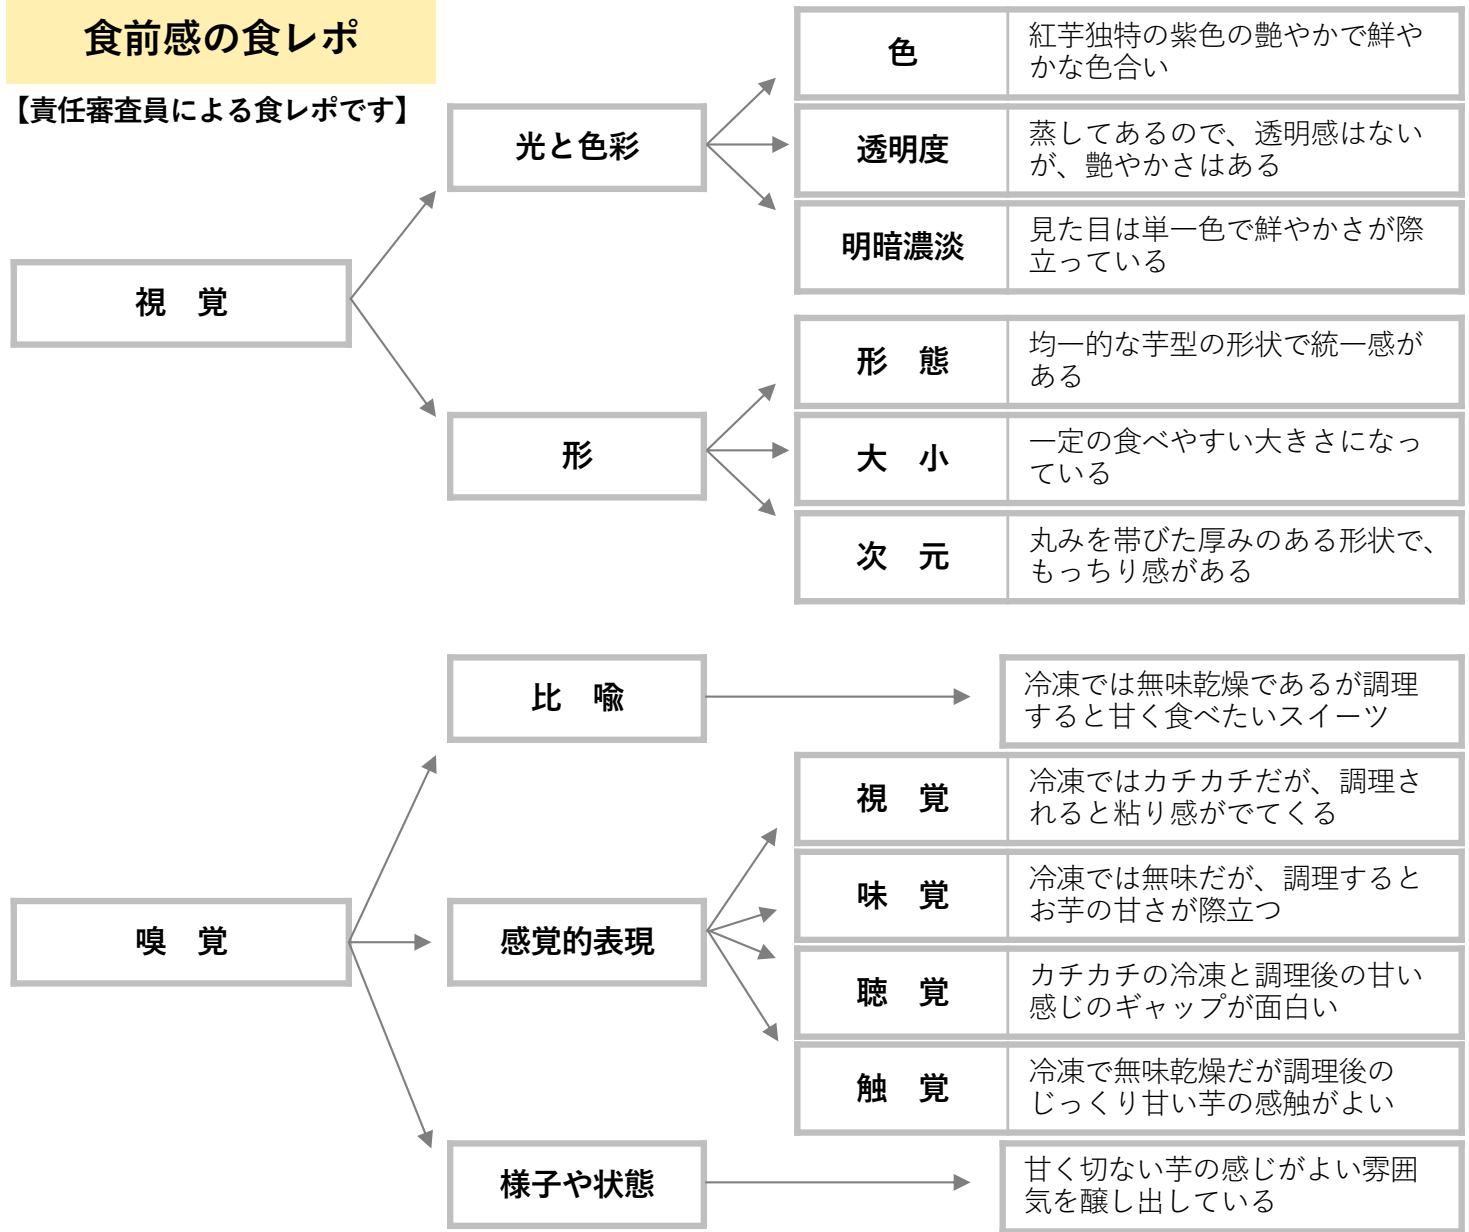 食前感の食レポ
【責任審査員による食レポです】
視　覚
光と色彩
色
紅芋独特の紫色の艶やかで鮮や
かな色合い
透明度
蒸してあるので、透明感はない
が、艶やかさはある
明暗濃淡
見た目は単一色で鮮やかさが際
立っている
形
形　態
均一的な芋型の形状で統一感が
ある
大　小
一定の食べやすい大きさになっ
ている
次　元
丸みを帯びた厚みのある形状で、
もっちり感がある
嗅　覚
比　喩
冷凍では無味乾燥であるが調理
すると甘く食べたいスイーツ
感覚的表現
視　覚
冷凍ではカチカチだが、調理さ
れると粘り感がでてくる
味　覚
冷凍では無味だが、調理すると
お芋の甘さが際立つ
聴　覚
カチカチの冷凍と調理後の甘い
感じのギャップが面白い
触　覚
冷凍で無味乾燥だが調理後の
じっくり甘い芋の感触がよい
様子や状態
甘く切ない芋の感じがよい雰囲
気を醸し出している